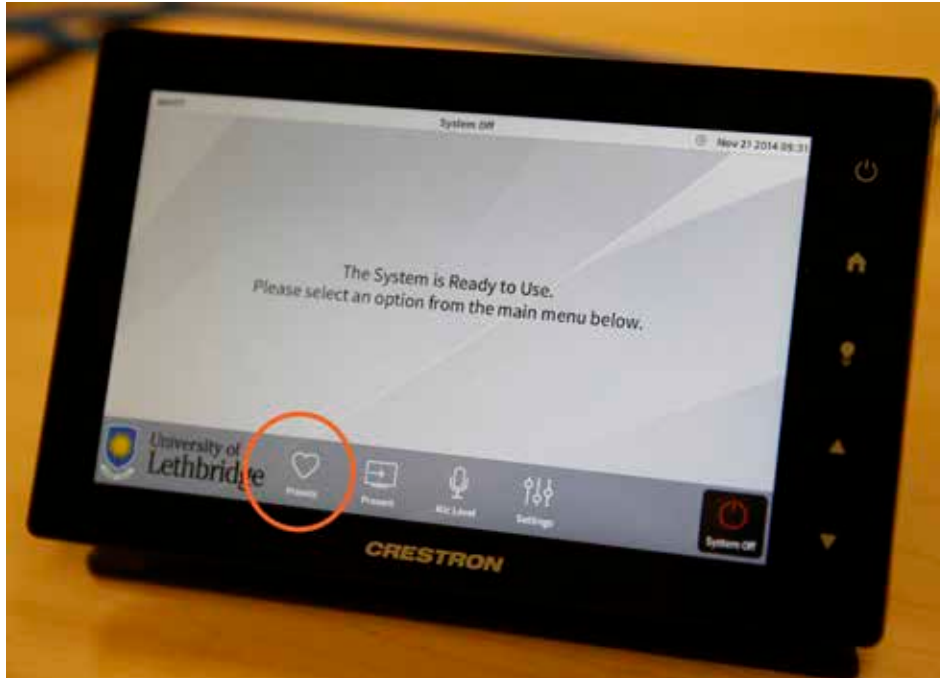 System Off
Nov 21 2014 08:31
The System is Ready to Use.
Please select an option from the main menu below.
University of
Lethbridge
Presets
Present
Mic Level
Settings
System Off
CRESTRON